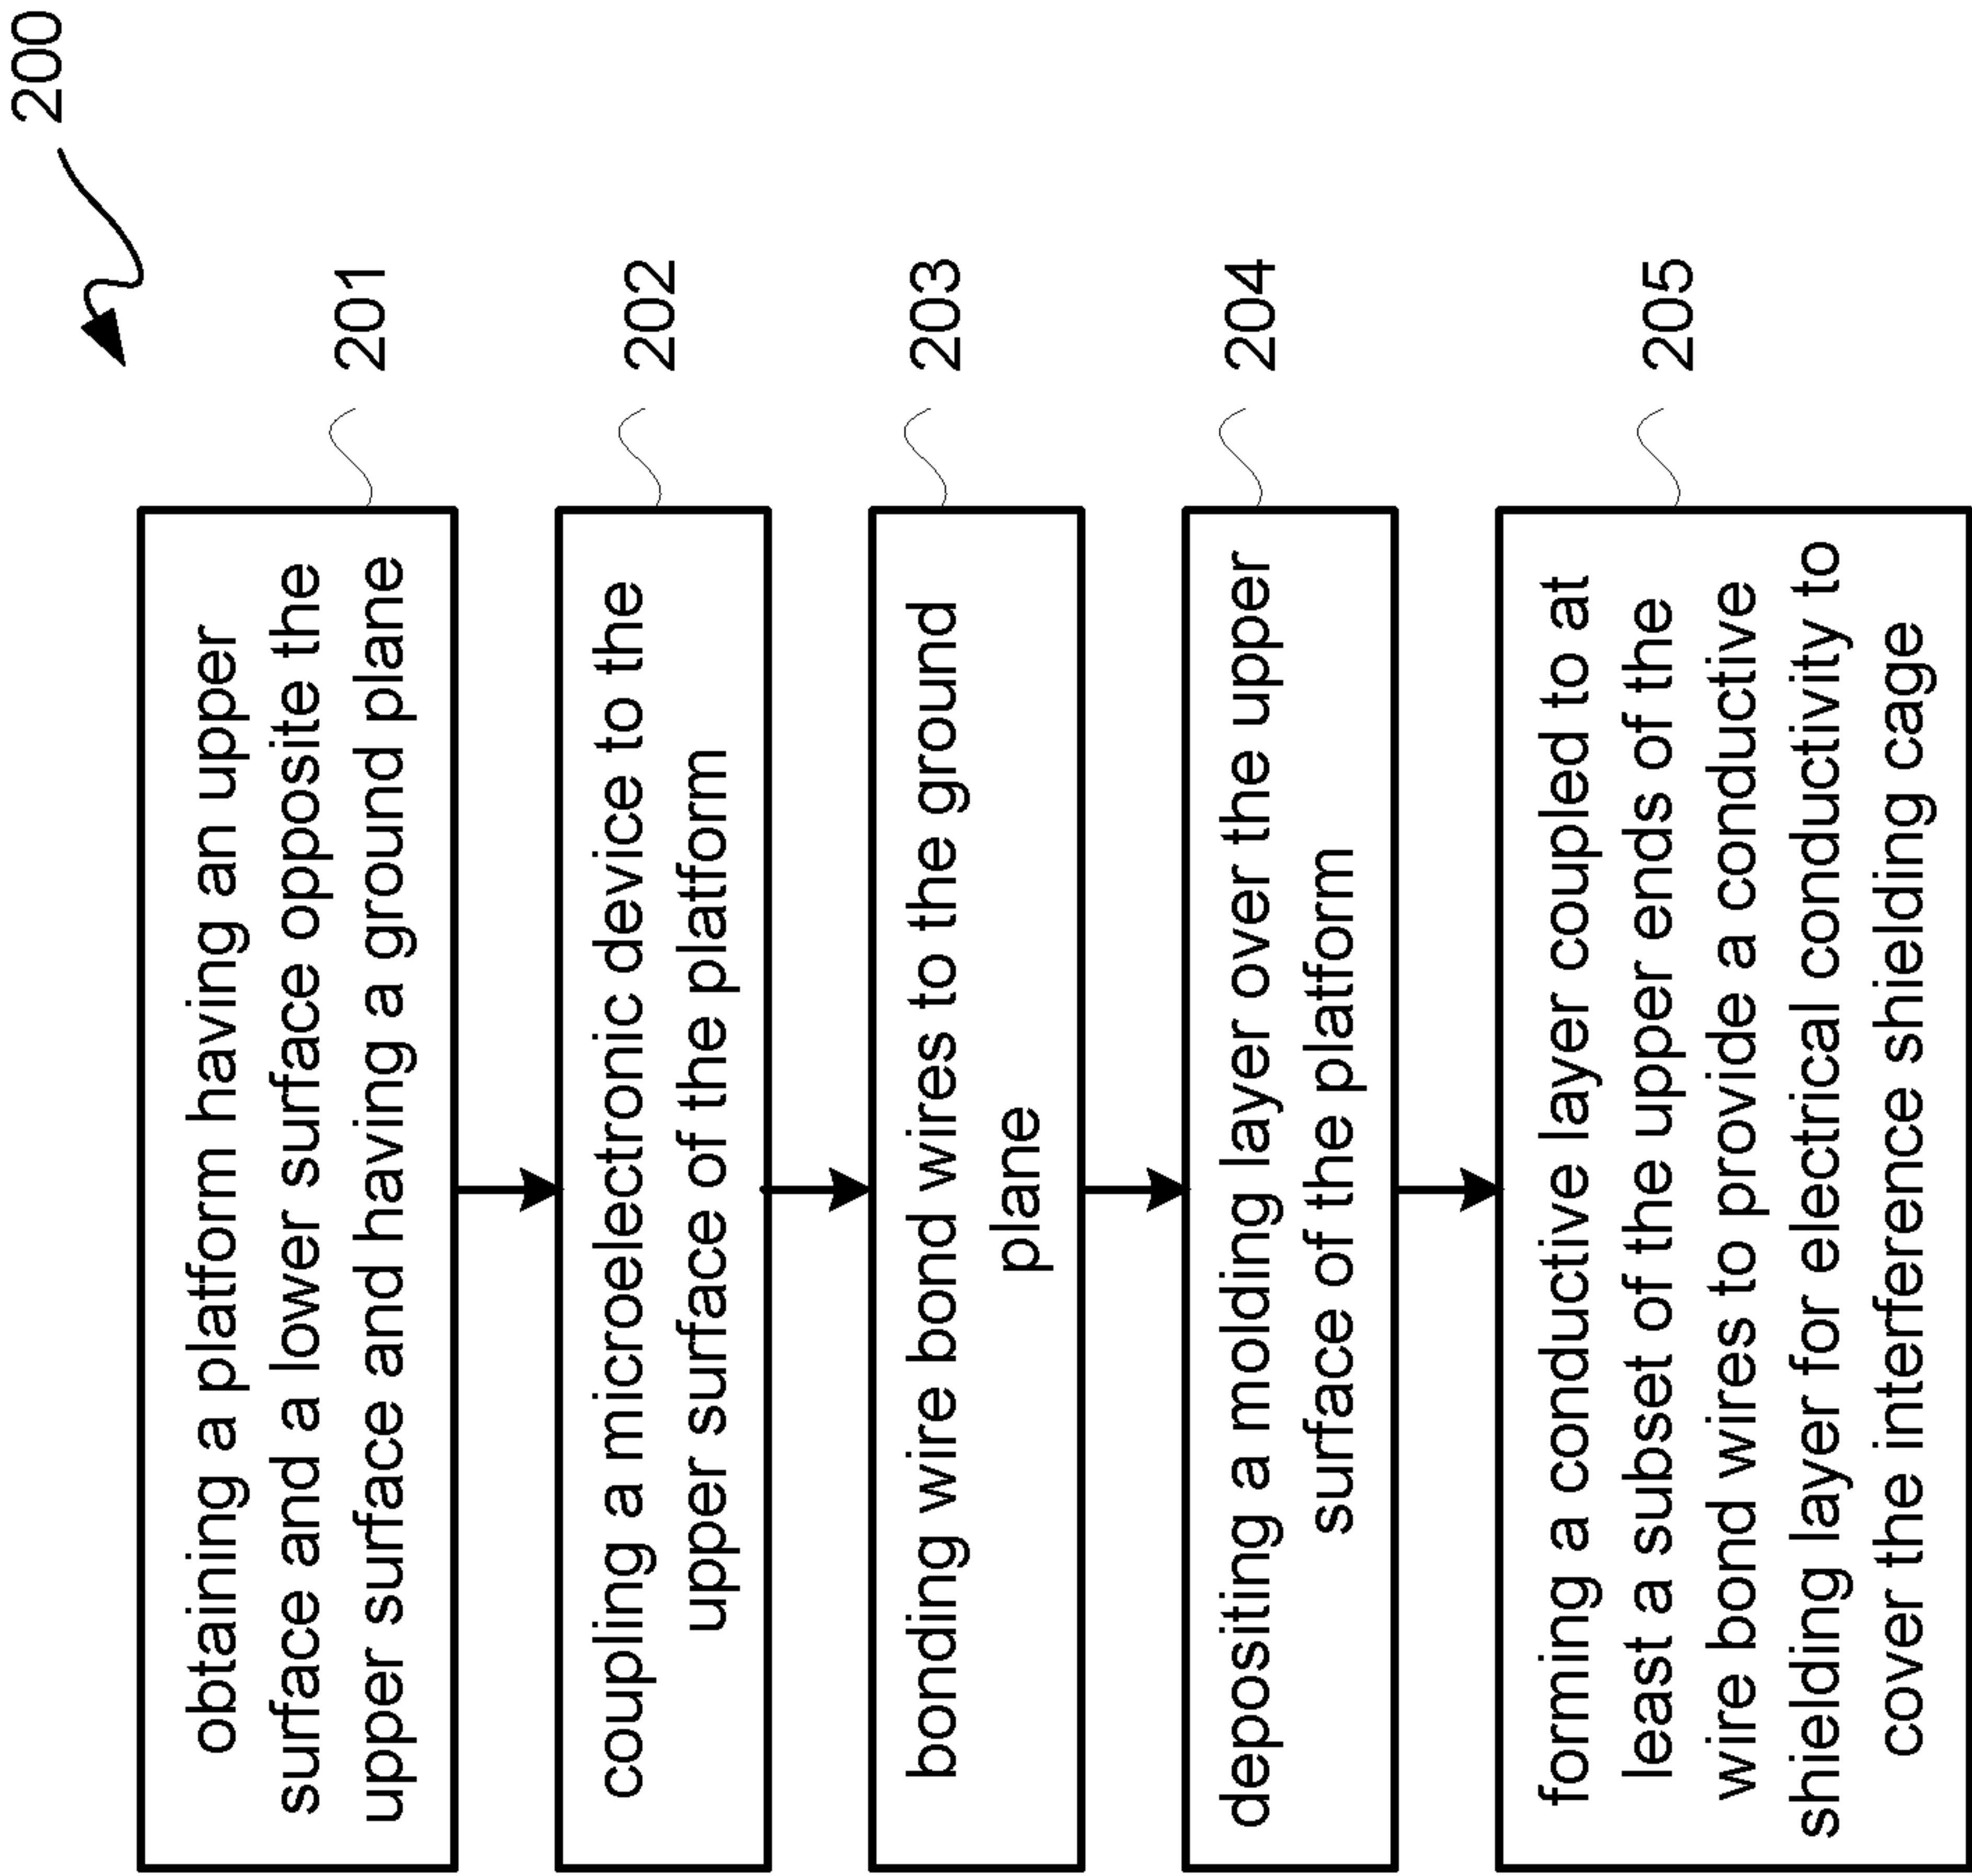 200
obtaining a platform having an upper
surface and a lower surface opposite the
upper surface and having a ground plane
201
coupling a microelectronic device to the
upper surface of the platform
202
bonding wire bond wires to the ground
plane
203
depositing a molding layer over the upper
surface of the platform
204
forming a conductive layer coupled to at
least a subset of the upper ends of the
wire bond wires to provide a conductive
shielding layer for electrical conductivity to
cover the interference shielding cage
205